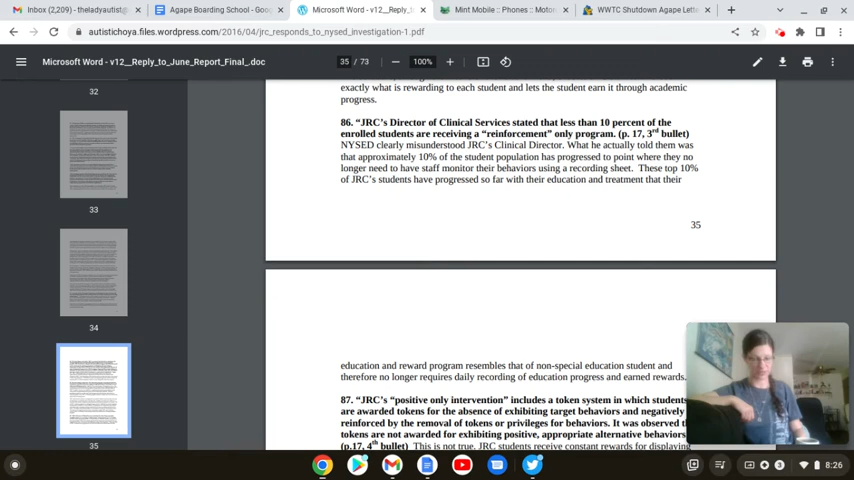 Inbox (2,209) - theladyautist@
Agape Boarding School - Goog
Microsoft Word - v12__Reply_to
Mint Mobile :: Phones :: Motor
WWTC Shutdown Agape Lette
autistichoya.files.wordpress.com/2016/04/jrc_responds_to_nysed_investigation-1.pdf
Microsoft Word - v12__Reply_to_June_Report_Final_.doc
35 / 73
100%
32
33
34
35
exactly what is rewarding to each student and lets the student earn it through academic
progress.
86. “JRC’s Director of Clinical Services stated that less than 10 percent of the
enrolled students are receiving a “reinforcement” only program. (p. 17, 3rd bullet)
NYSED clearly misunderstood JRC’s Clinical Director. What he actually told them was
that approximately 10% of the student population has progressed to point where they no
longer need to have staff monitor their behaviors using a recording sheet. These top 10%
of JRC’s students have progressed so far with their education and treatment that their
35
education and reward program resembles that of non-special education student and
therefore no longer requires daily recording of education progress and earned rewards.
87. “JRC’s “positive only intervention” includes a token system in which students
are awarded tokens for the absence of exhibiting target behaviors and negatively
reinforced by the removal of tokens or privileges for behaviors. It was observed
tokens are not awarded for exhibiting positive, appropriate alternative behaviors
(p.17, 4th bullet) This is not true. JRC students receive constant rewards for displaying
3
8:26